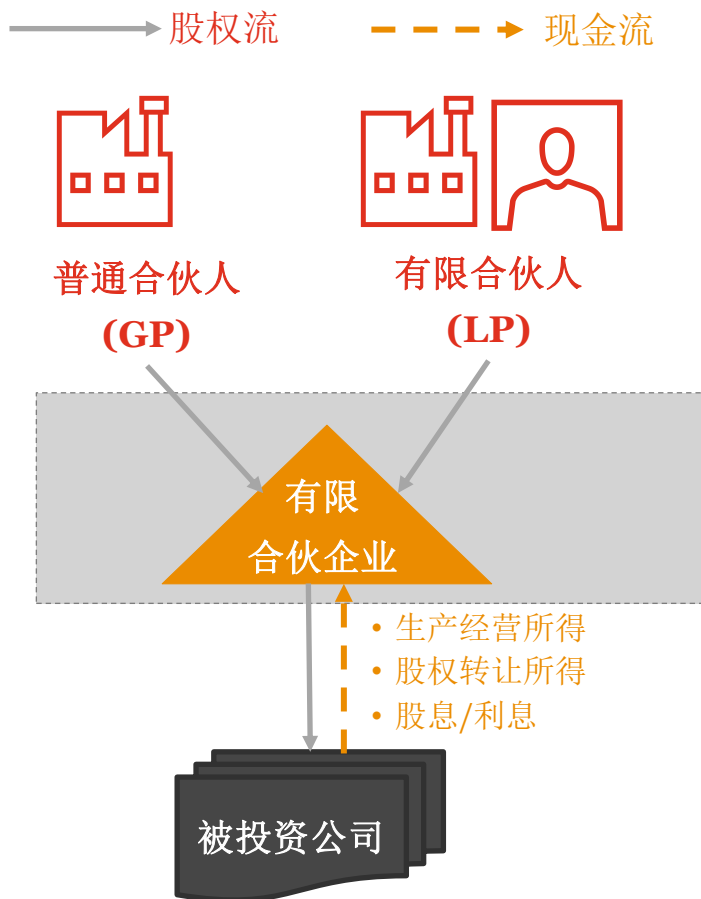 股权流
现金流
普通合伙人
(GP)
有限合伙人
(LP)
有限
合伙企业
• 生产经营所得
• 股权转让所得
• 股息/利息
被投资公司